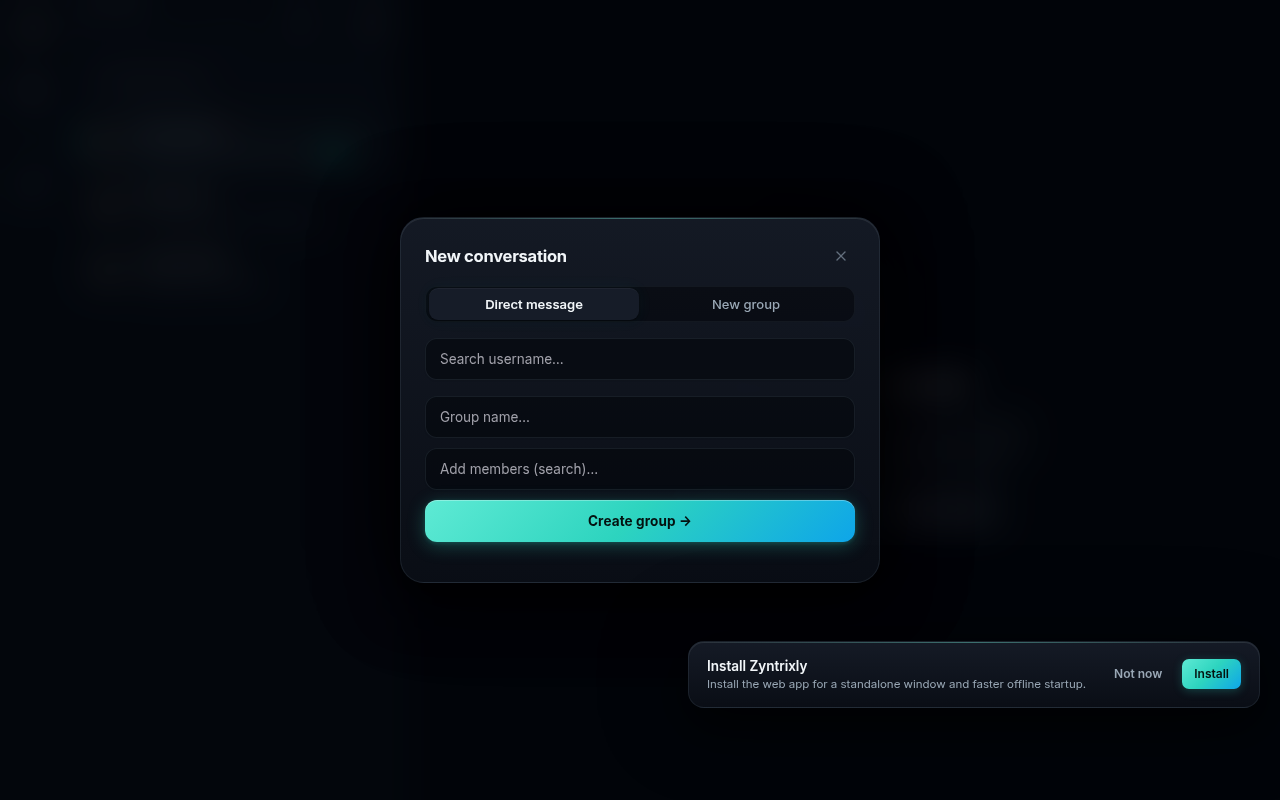 New conversation
Direct message
New group
Search username...
Group name...
Add members (search)...
Create group →
Install Zyntrixly
Install the web app for a standalone window and faster offline startup.
Not now
Install